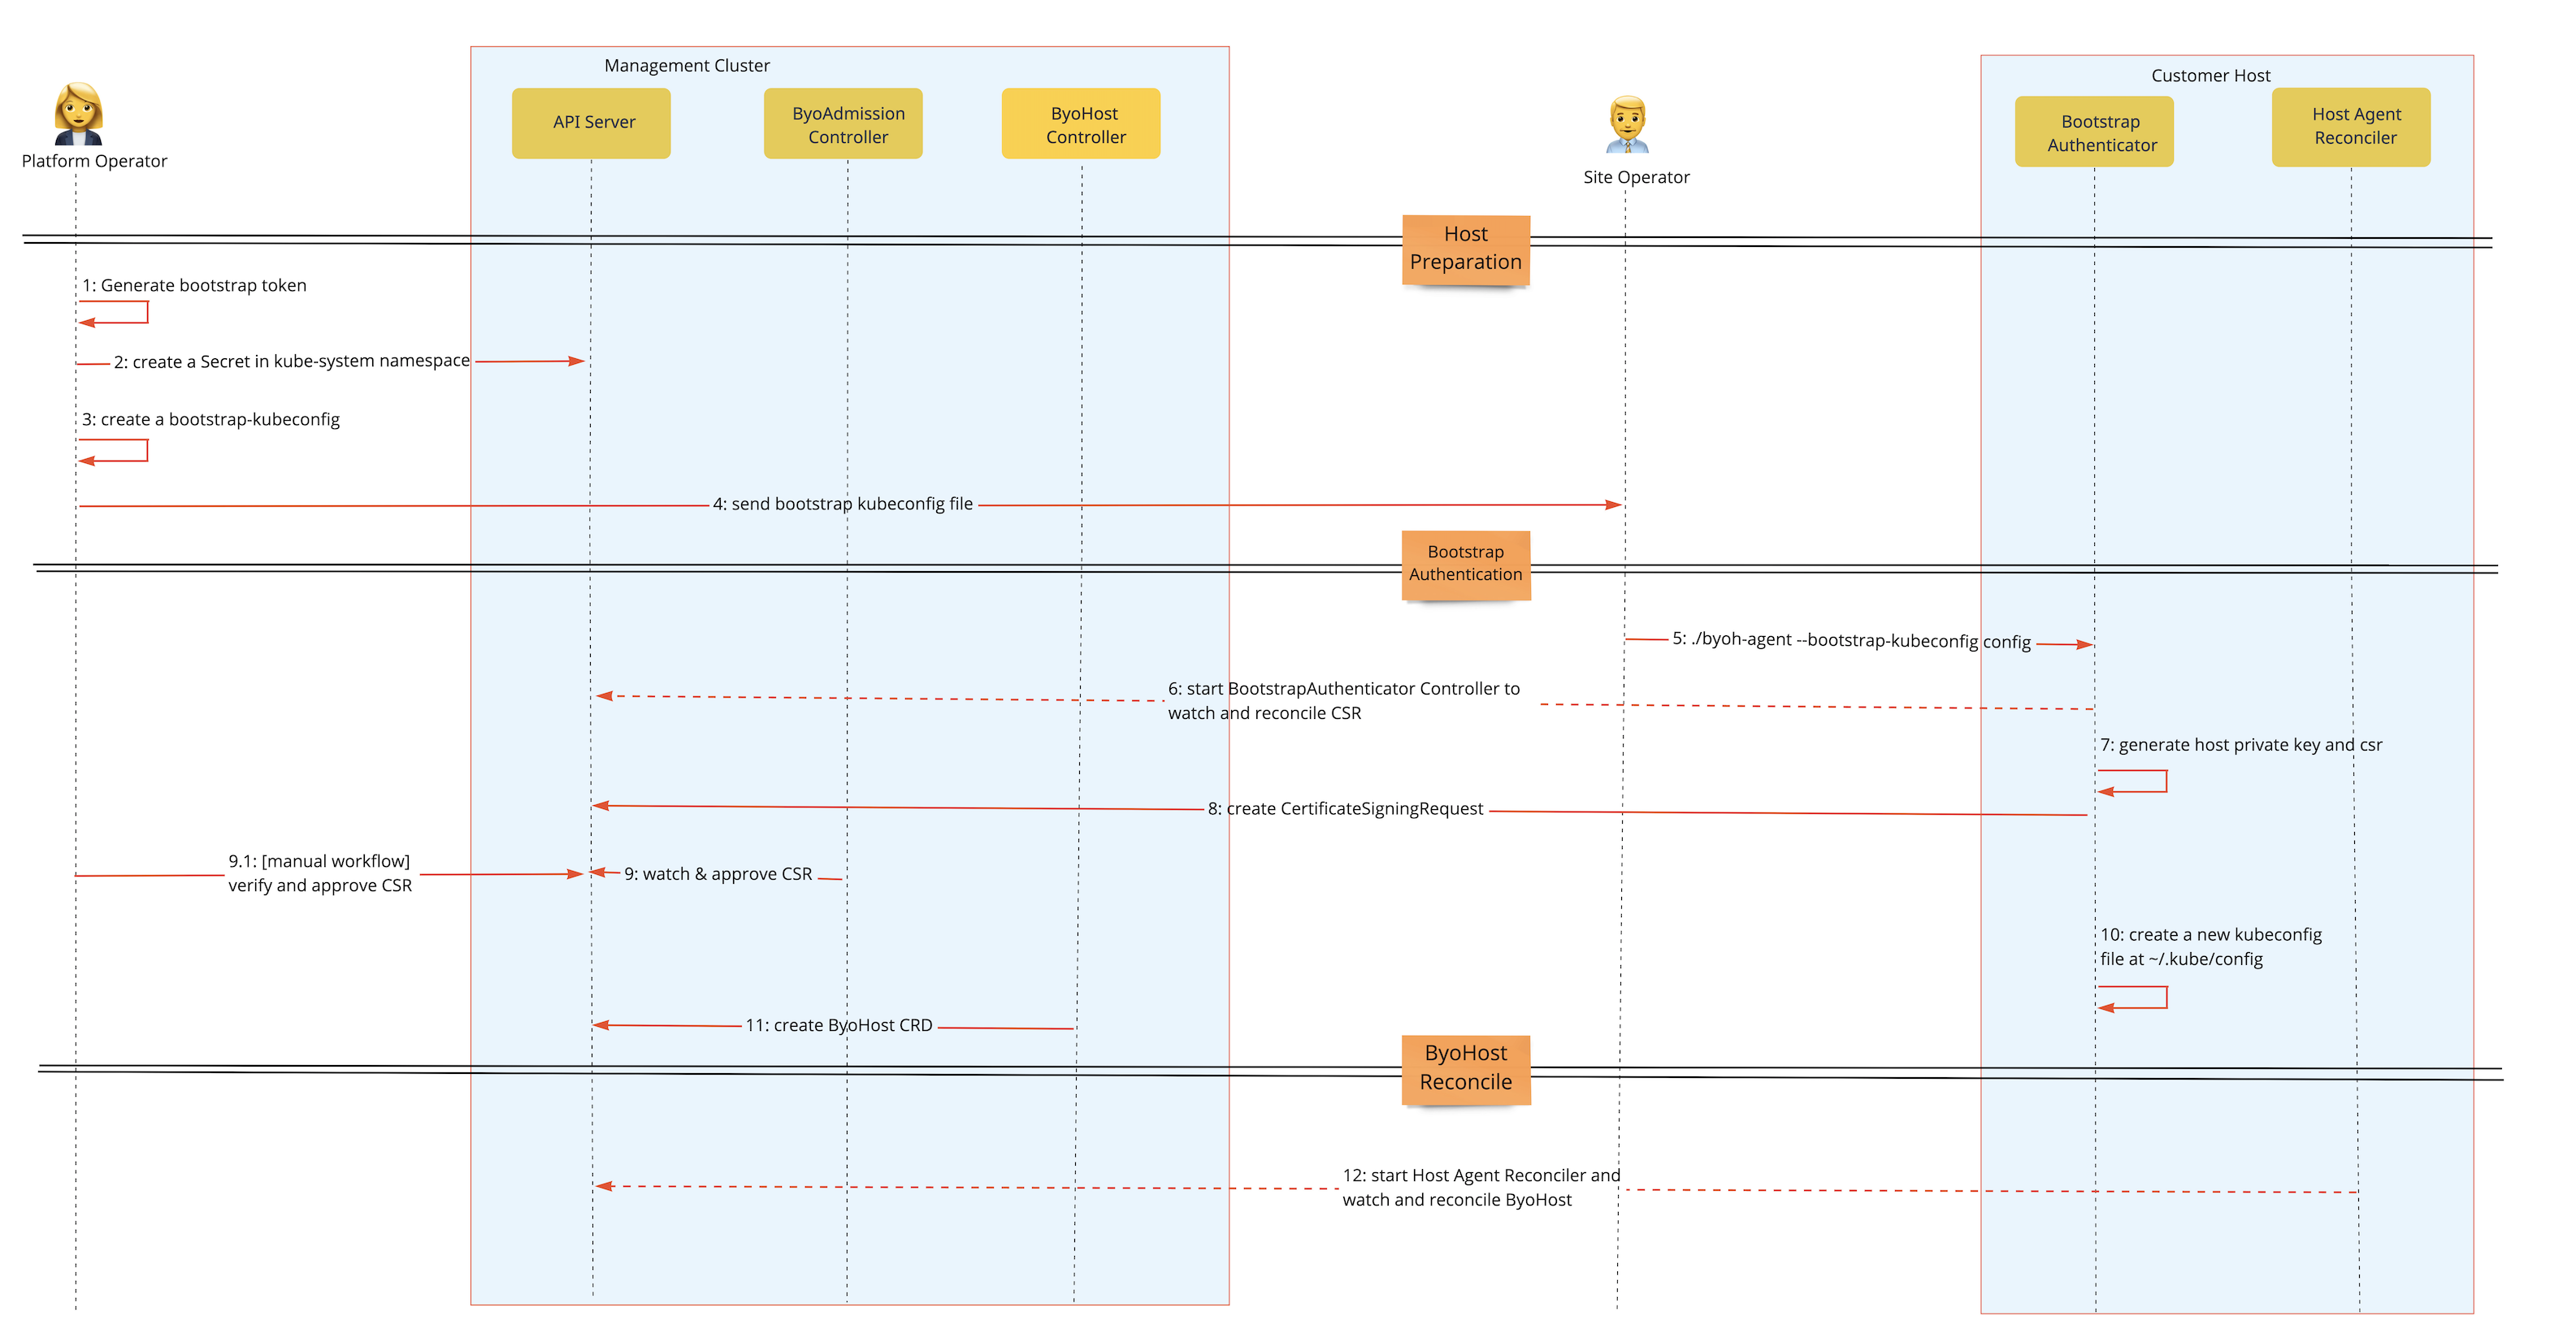 Management Cluster
Customer Host
Platform Operator
API Server
ByoAdmission
Controller
ByoHost
Controller
Site Operator
Bootstrap
Authenticator
Host Agent
Reconciler
Host
Preparation
1: Generate bootstrap token
2: create a Secret in kube-system namespace
3: create a bootstrap-kubeconfig
4: send bootstrap kubeconfig file
Bootstrap
Authentication
5: ./byoh-agent --bootstrap-kubeconfig config
6: start BootstrapAuthenticator Controller to
watch and reconcile CSR
7: generate host private key and csr
8: create CertificateSigningRequest
9.1: [manual workflow]
verify and approve CSR
9: watch & approve CSR
10: create a new kubeconfig
file at ~/.kube/config
11: create ByoHost CRD
ByoHost
Reconcile
12: start Host Agent Reconciler and
watch and reconcile ByoHost